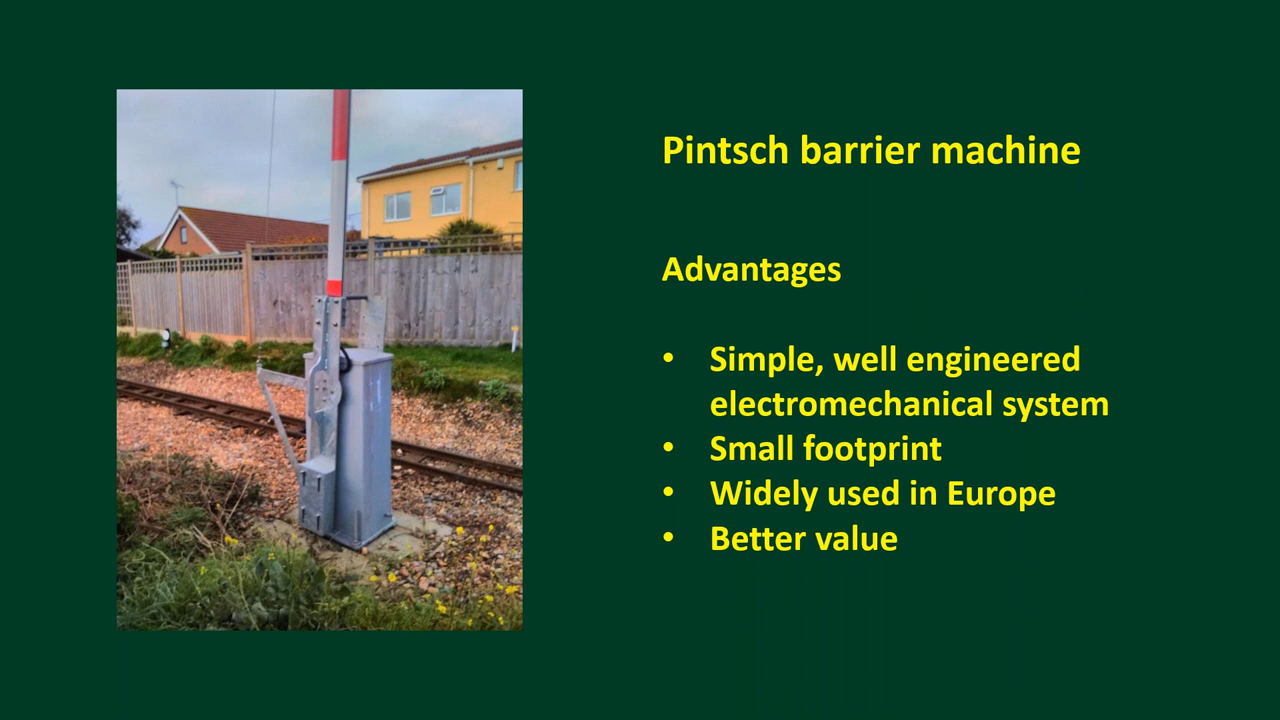 Pintsch barrier machine
Advantages
• Simple, well engineered
electromechanical system
• Small footprint
• Widely used in Europe
• Better value